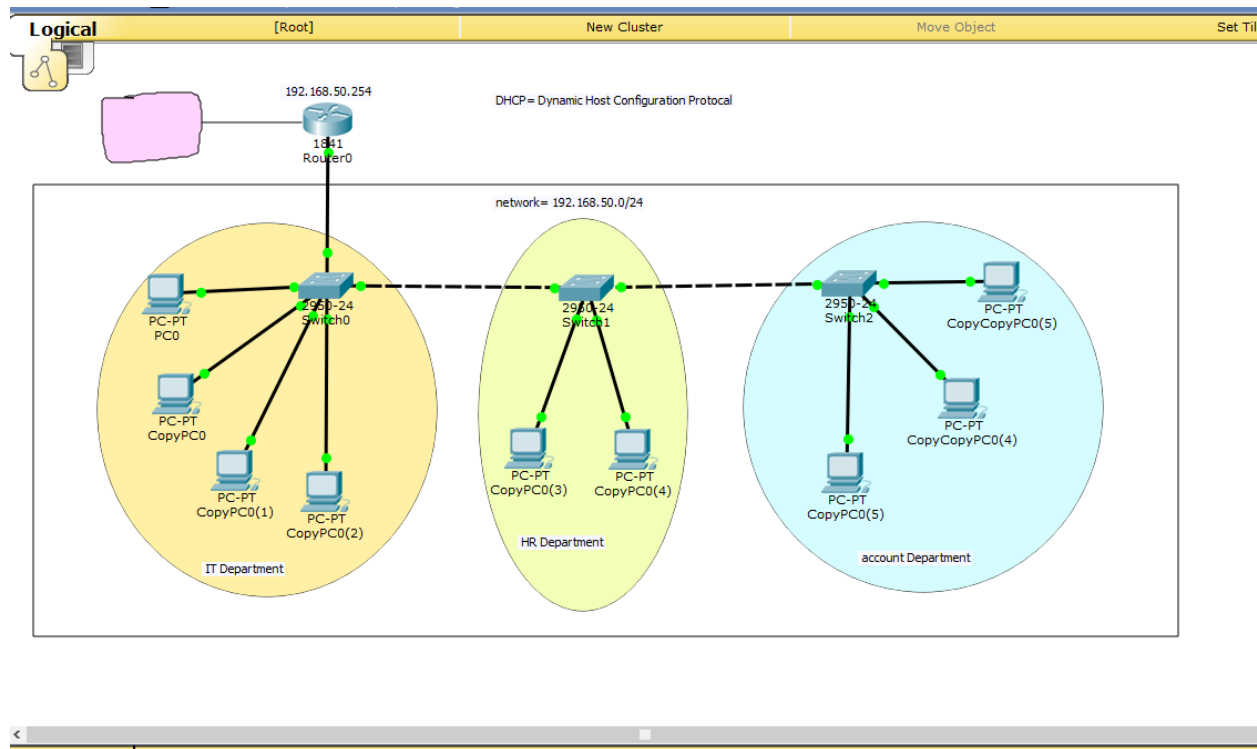 Logical
[Root]
New Cluster
Move Object
Set Til
192.168.50.254
DHCP= Dynamic Host Configuration Protocal
1841
Router0
network= 192.168.50.0/24
2950-24
Switch0
2950-24
Switch1
2950-24
Switch2
PC-PT
PC0
PC-PT
CopyPC0
PC-PT
CopyPC0(1)
PC-PT
CopyPC0(2)
IT Department
PC-PT
CopyPC0(3)
PC-PT
CopyPC0(4)
HR Department
PC-PT
CopyCopyPC0(5)
PC-PT
CopyCopyPC0(4)
PC-PT
CopyPC0(5)
account Department